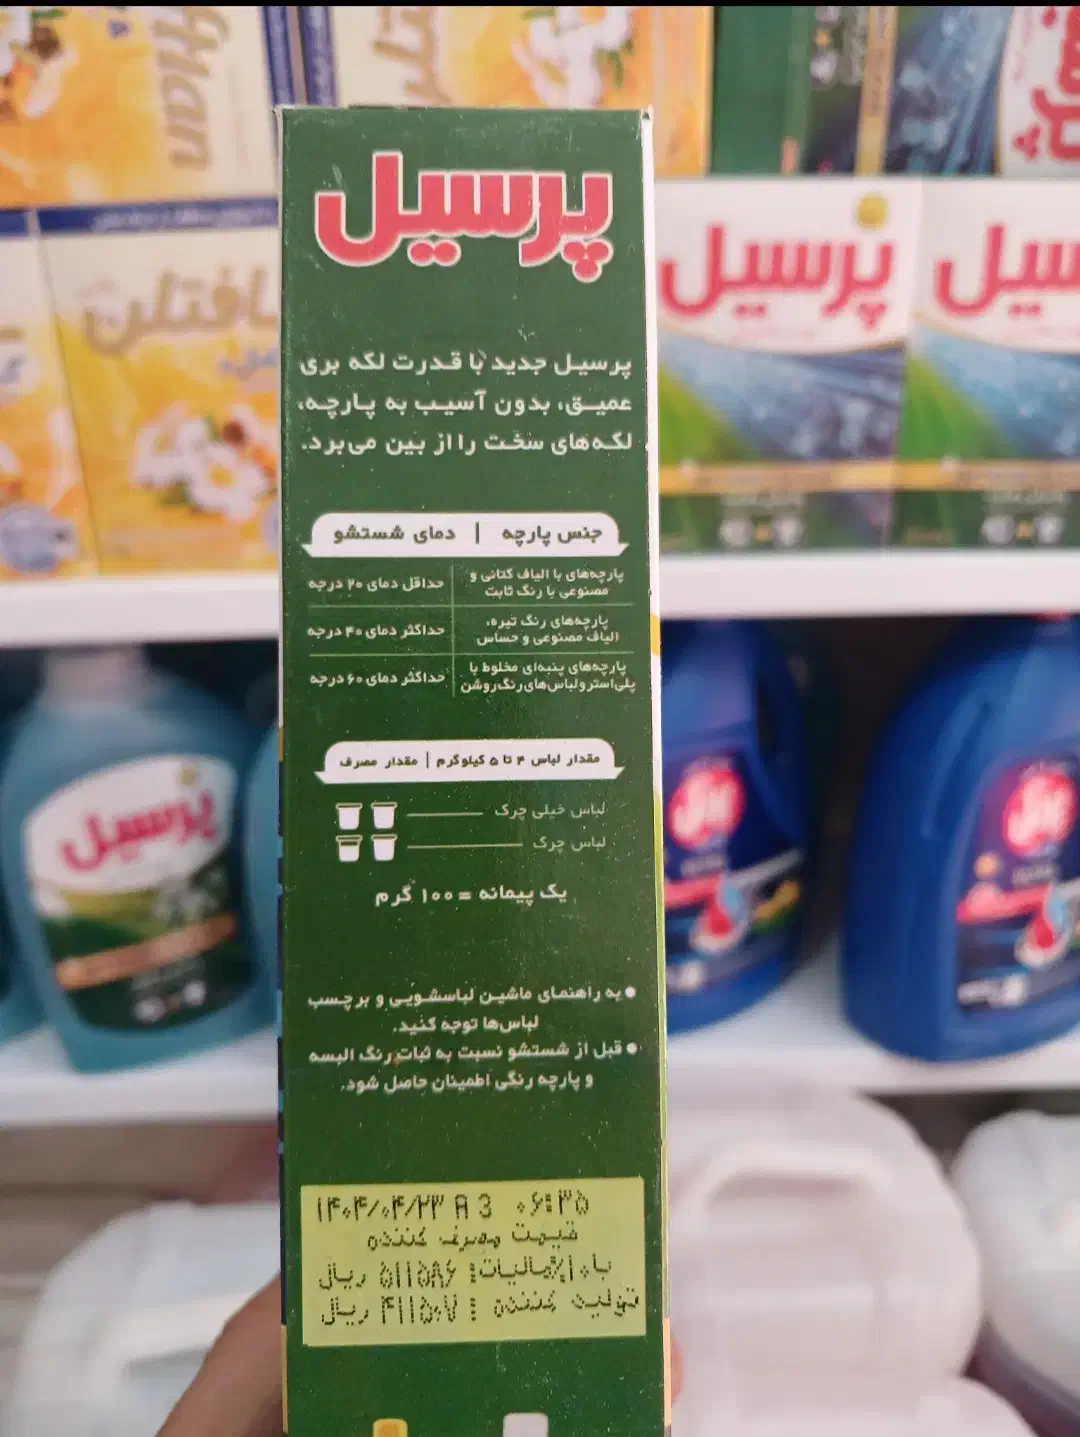 پرسیل
پرسیل جدید با قدرت لکه بری
عمیق، بدون آسیب به پارچه،
لکه‌های سخت را از بین می‌برد.
جنس پارچه | دمای شستشو
پارچه‌های با الیاف کتانی و
مصنوعی با رنگ ثابت
حداقل دمای ۲۰ درجه
پارچه‌های رنگ تیره،
الیاف مصنوعی و حساس
حداکثر دمای ۴۰ درجه
پارچه‌های پنبه‌ای مخلوط با
پلی‌استر و لباس‌های رنگ روشن
حداکثر دمای ۶۰ درجه
مقدار لباس ۴ تا ۵ کیلوگرم | مقدار مصرف
لباس خیلی چرک
لباس چرک
یک پیمانه = ۱۰۰ گرم
● به راهنمای ماشین لباسشویی و برچسب
لباس‌ها توجه کنید.
● قبل از شستشو نسبت به ثبات رنگ البسه
و پارچه رنگی اطمینان حاصل شود.
۱۴۰۴/۰۴/۲۳ A 3 ۰۶:۳۵
قیمت مصرف کننده
با ۱۰٪مالیات: ۵۱۱۵۸۶ ریال
تولید کننده : ۴۱۱۵۰۷ ریال
پرسیل
پرسیل
سافتلن
پرسیل